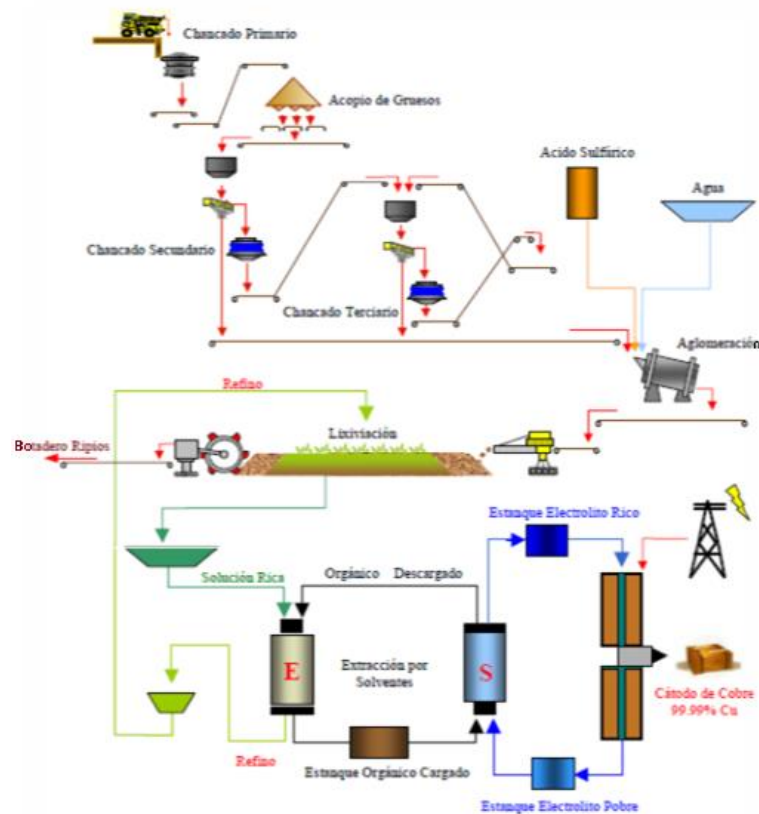 Chancado Primario
Acopio de Gruesos
Acido Sulfúrico
Agua
Chancado Secundario
Chancado Terciario
Aglomeración
Refino
Lixiviación
Botadero Ripios
Estanque Electrolito Rico
Solución Rica
Orgánico Descargado
E
Extracción por
Solventes
S
Cátodo de Cobre
99.99% Cu
Refino
Estanque Orgánico Cargado
Estanque Electrolito Pobre